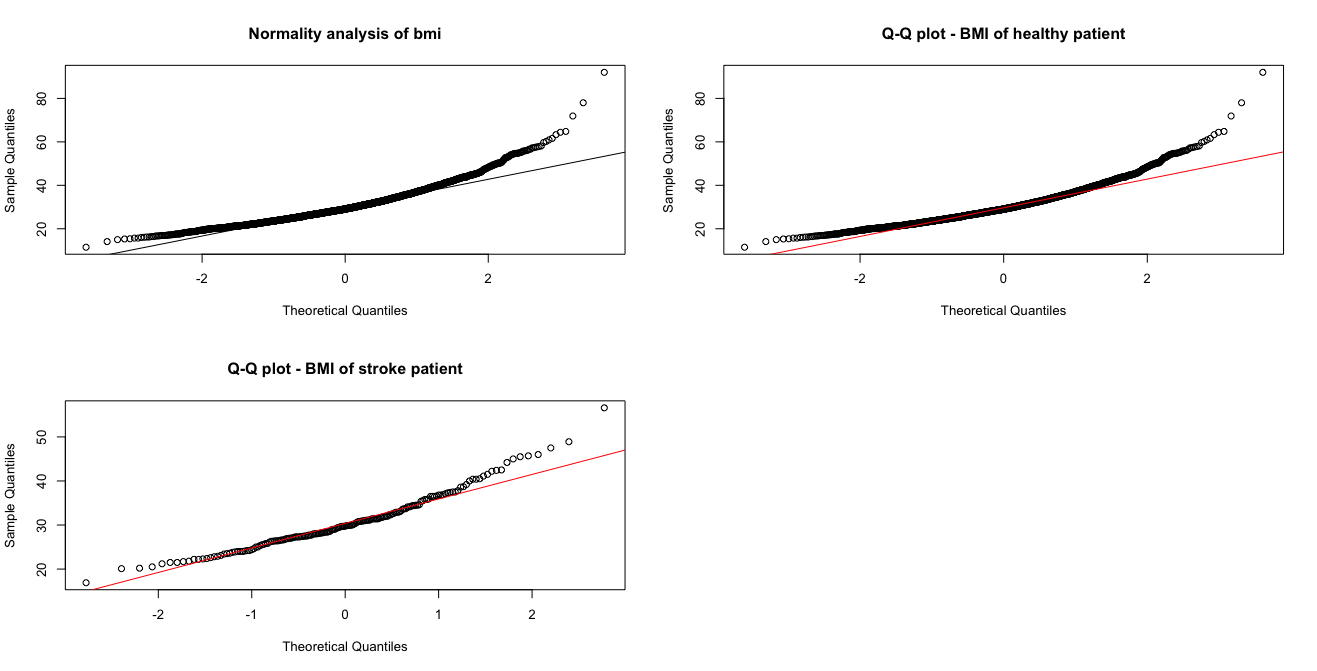 Normality analysis of bmi
Sample Quantiles
80
60
40
20
-2 0 2
Theoretical Quantiles
Q-Q plot - BMI of healthy patient
Sample Quantiles
80
60
40
20
-2 0 2
Theoretical Quantiles
Q-Q plot - BMI of stroke patient
Sample Quantiles
50
40
30
20
-2 -1 0 1 2
Theoretical Quantiles